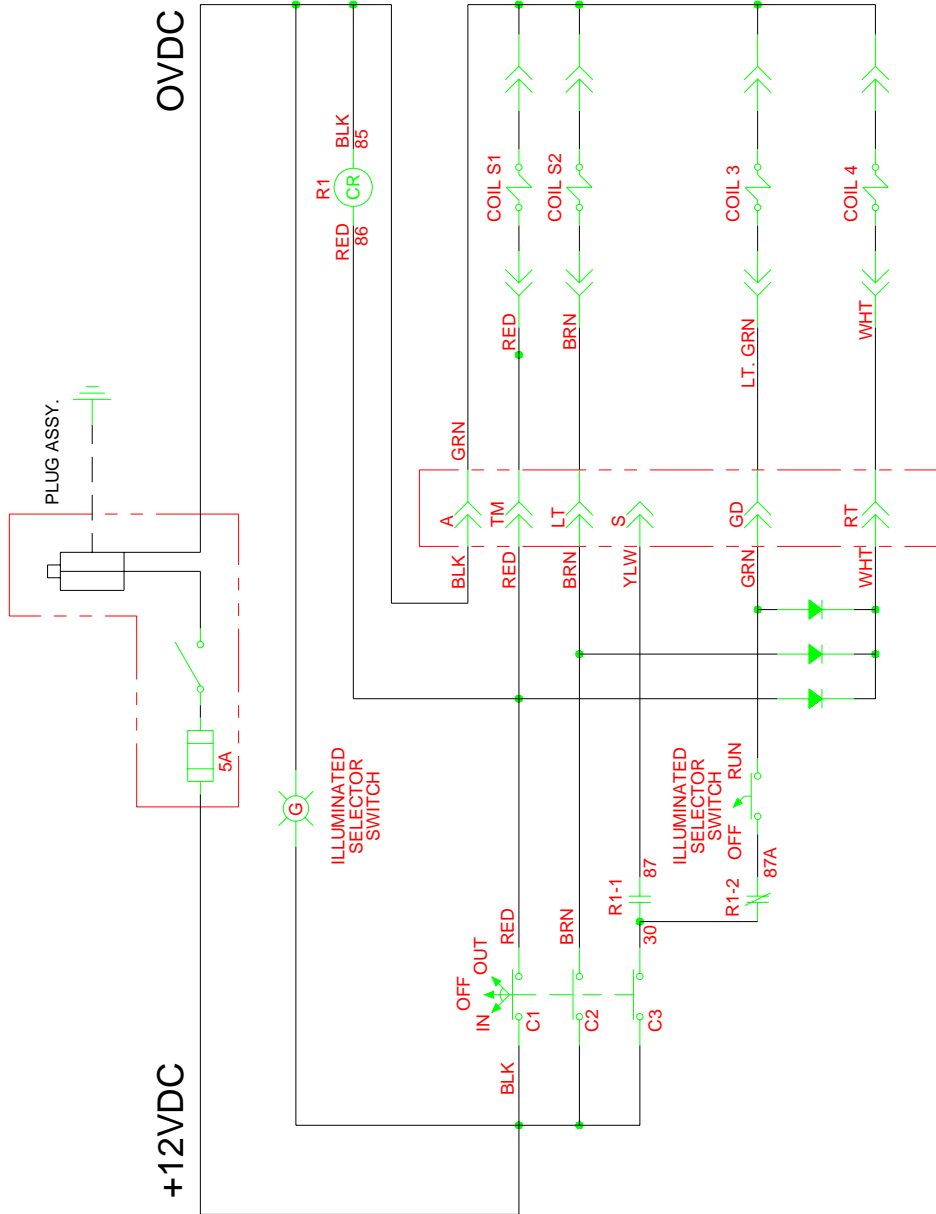 PLUG ASSY.
5A
+12VDC
OVDC
G
ILLUMINATED
SELECTOR
SWITCH
R1
CR
RED
86
BLK
85
IN
OFF
OUT
BLK
C1
RED
C2
BRN
C3
30
R1-1
87
R1-2
87A
ILLUMINATED
SELECTOR
SWITCH
OFF
RUN
BLK
A
GRN
RED
TM
RED
COIL S1
BRN
LT
BRN
COIL S2
YLW
S
GRN
GD
LT. GRN
COIL 3
WHT
RT
WHT
COIL 4